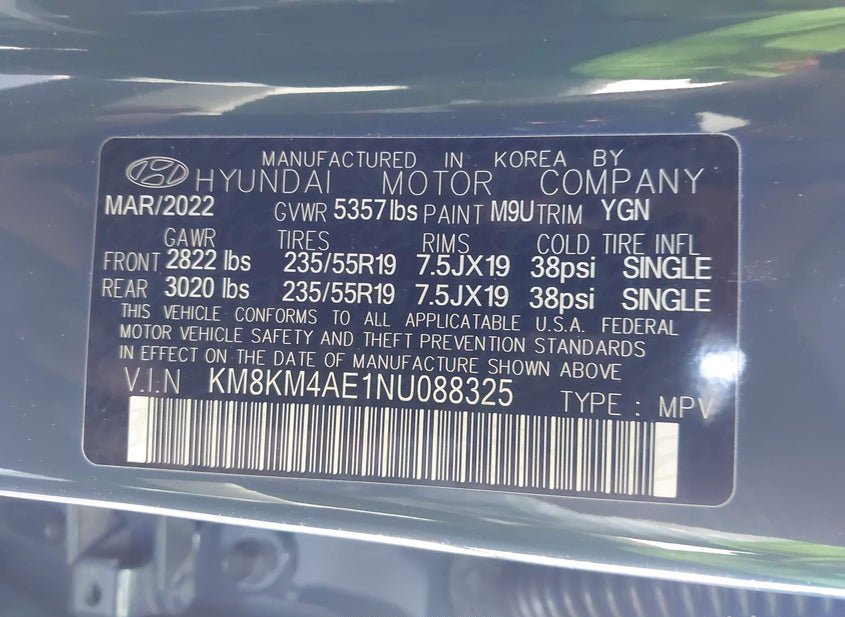 MANUFACTURED IN KOREA BY
HYUNDAI MOTOR COMPANY
MAR/2022 GVWR 5357lbs PAINT M9U TRIM YGN
GAWR TIRES RIMS COLD TIRE INFL
FRONT 2822 lbs 235/55R19 7.5JX19 38psi SINGLE
REAR 3020 lbs 235/55R19 7.5JX19 38psi SINGLE
THIS VEHICLE CONFORMS TO ALL APPLICATABLE U.S.A. FEDERAL
MOTOR VEHICLE SAFETY AND THEFT PREVENTION STANDARDS
IN EFFECT ON THE DATE OF MANUFACTURE SHOWN ABOVE
V.I.N KM8KM4AE1NU088325 TYPE : MPV